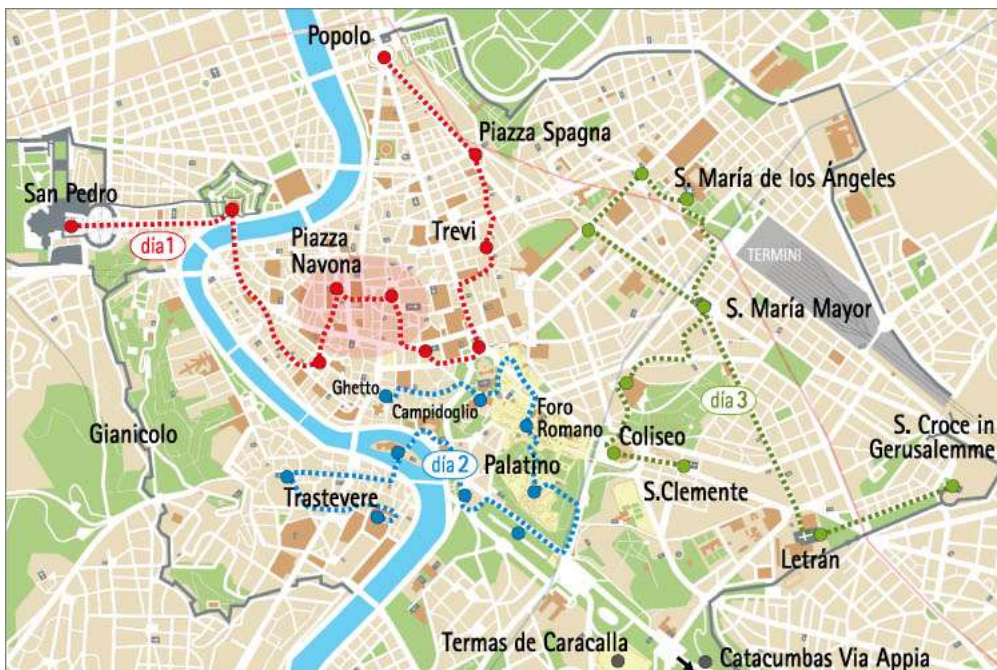 Popolo
Piazza Spagna
S. María de los Ángeles
San Pedro
día 1
Trevi
Piazza
Navona
TERMINI
S. María Mayor
Ghetto
Campidoglio
Foro
Romano
día 3
S. Croce in
Gerusalemme
Gianicolo
Coliseo
día 2
Palatino
Trastevere
S.Clemente
Letrán
Termas de Caracalla
Catacumbas Via Appia